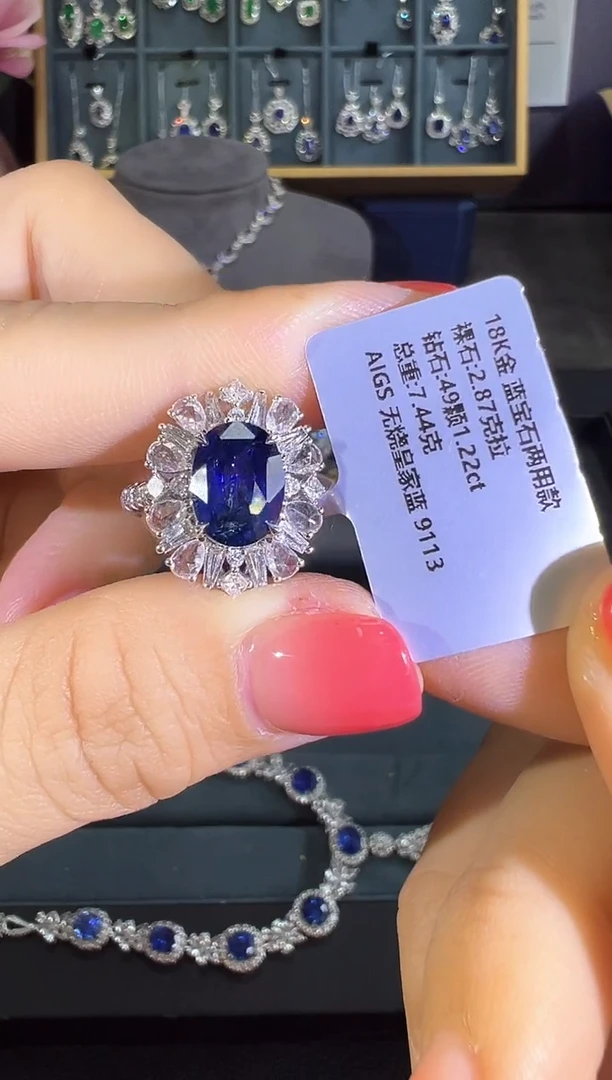 18K金 蓝宝石两用款
裸石:2.87克拉
钻石:49颗1.22ct
总重:7.44克
AIGS 无烧皇家蓝 9113